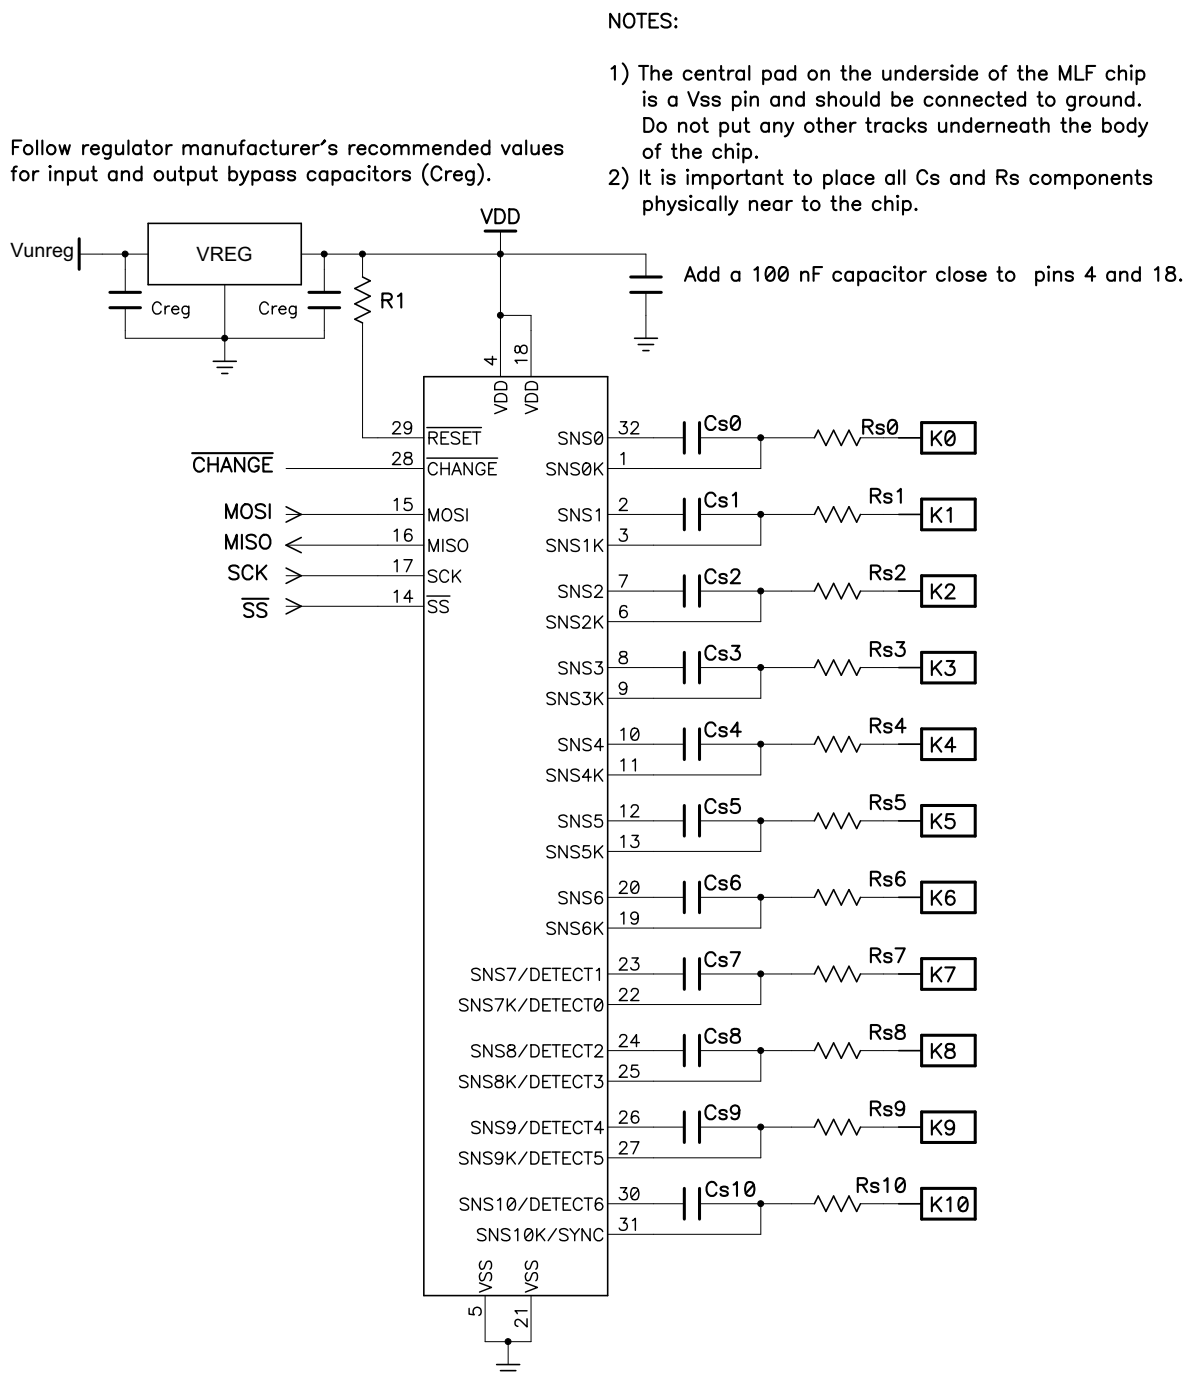 NOTES:
1) The central pad on the underside of the MLF chip
is a Vss pin and should be connected to ground.
Do not put any other tracks underneath the body
of the chip.
2) It is important to place all Cs and Rs components
physically near to the chip.
Follow regulator manufacturer's recommended values
for input and output bypass capacitors (Creg).
VDD
Vunreg
VREG
Creg
Creg
R1
Add a 100 nF capacitor close to pins 4 and 18.
4
18
VDD
VDD
29
RESET
28
CHANGE
CHANGE
MOSI
15
MOSI
MISO
16
MISO
SCK
17
SCK
SS
14
SS
SNS0
32
Cs0
Rs0
K0
SNS0K
1
SNS1
2
Cs1
Rs1
K1
SNS1K
3
SNS2
7
Cs2
Rs2
K2
SNS2K
6
SNS3
8
Cs3
Rs3
K3
SNS3K
9
SNS4
10
Cs4
Rs4
K4
SNS4K
11
SNS5
12
Cs5
Rs5
K5
SNS5K
13
SNS6
20
Cs6
Rs6
K6
SNS6K
19
SNS7/DETECT1
23
Cs7
Rs7
K7
SNS7K/DETECT0
22
SNS8/DETECT2
24
Cs8
Rs8
K8
SNS8K/DETECT3
25
SNS9/DETECT4
26
Cs9
Rs9
K9
SNS9K/DETECT5
27
SNS10/DETECT6
30
Cs10
Rs10
K10
SNS10K/SYNC
31
VSS
VSS
5
21